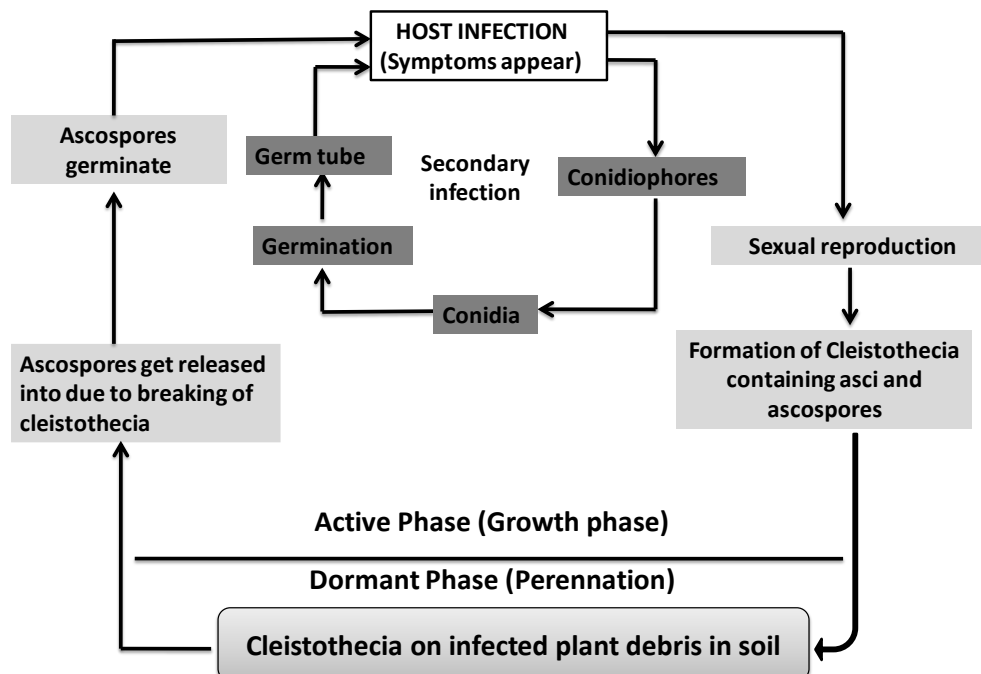 HOST INFECTION
(Symptoms appear)
Ascospores
germinate
Germ tube
Secondary
infection
Conidiophores
Germination
Sexual reproduction
Conidia
Ascospores get released
into due to breaking of
cleistothecia
Formation of Cleistothecia
containing asci and
ascospores
Active Phase (Growth phase)
Dormant Phase (Perennation)
Cleistothecia on infected plant debris in soil